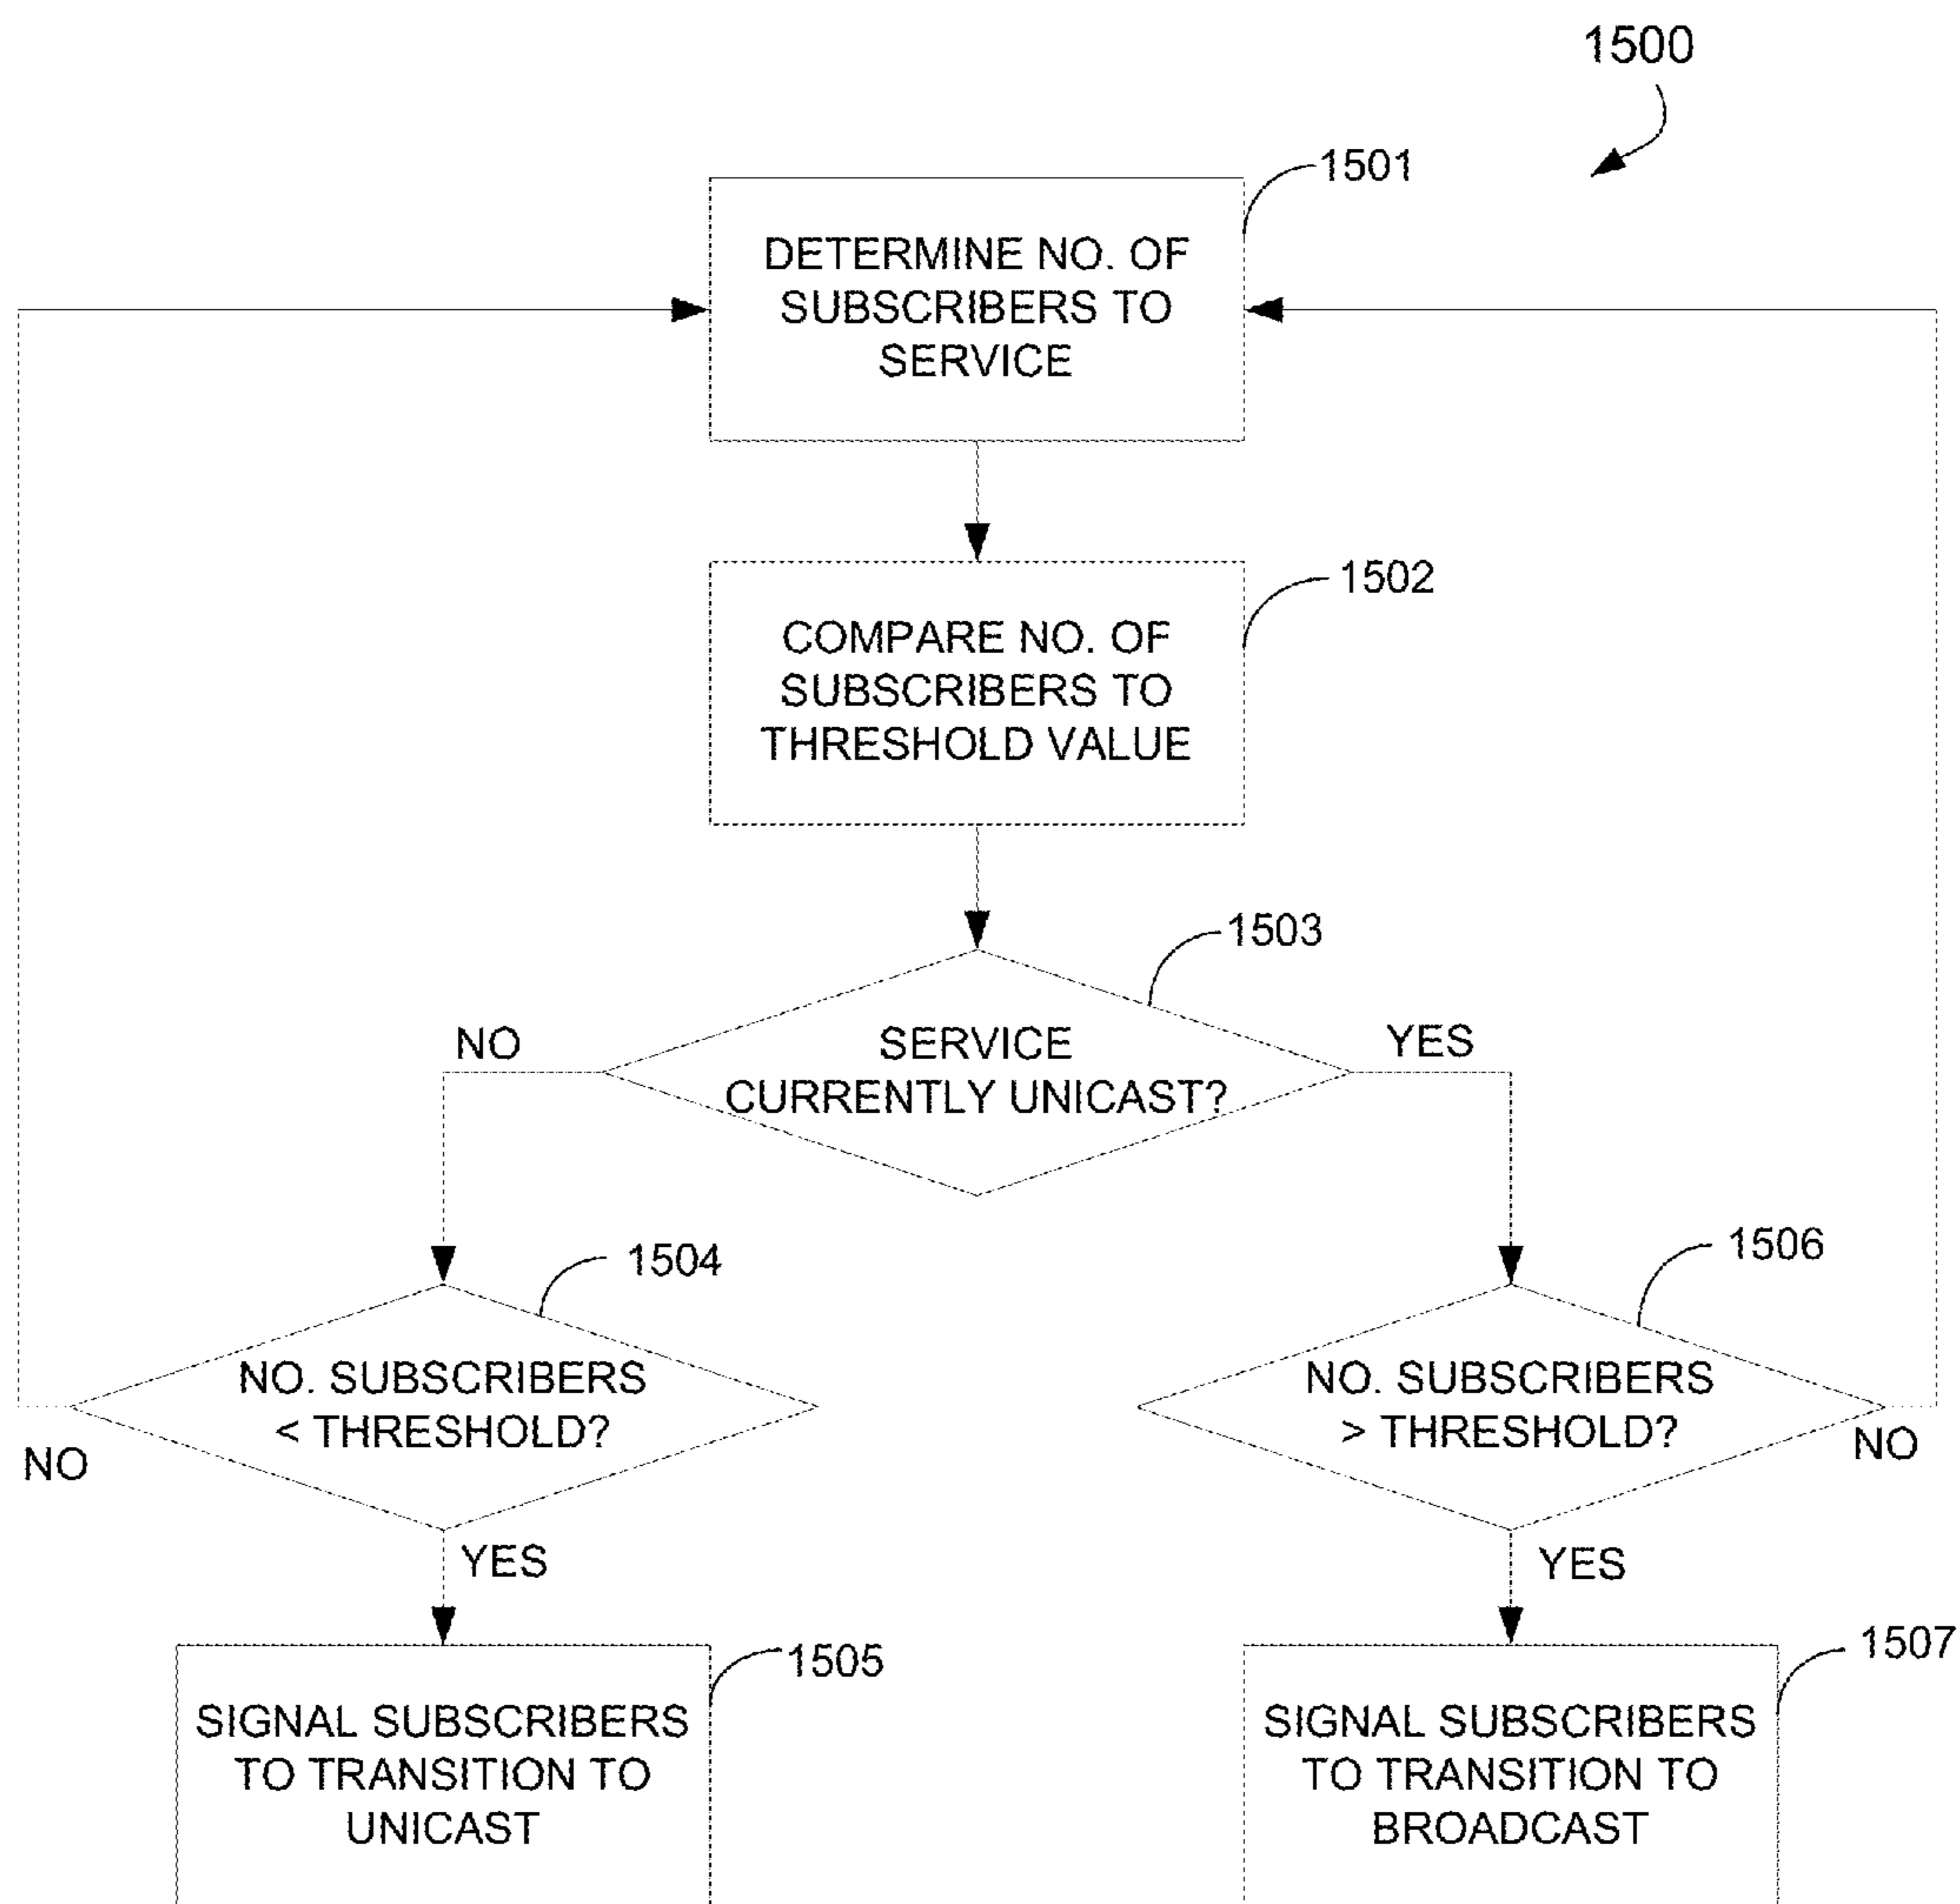 1500
1501
DETERMINE NO. OF
SUBSCRIBERS TO
SERVICE
1502
COMPARE NO. OF
SUBSCRIBERS TO
THRESHOLD VALUE
1503
NO
SERVICE
CURRENTLY UNICAST?
YES
1504
NO. SUBSCRIBERS
< THRESHOLD?
NO
YES
1506
NO. SUBSCRIBERS
> THRESHOLD?
NO
YES
1505
SIGNAL SUBSCRIBERS
TO TRANSITION TO
UNICAST
1507
SIGNAL SUBSCRIBERS
TO TRANSITION TO
BROADCAST